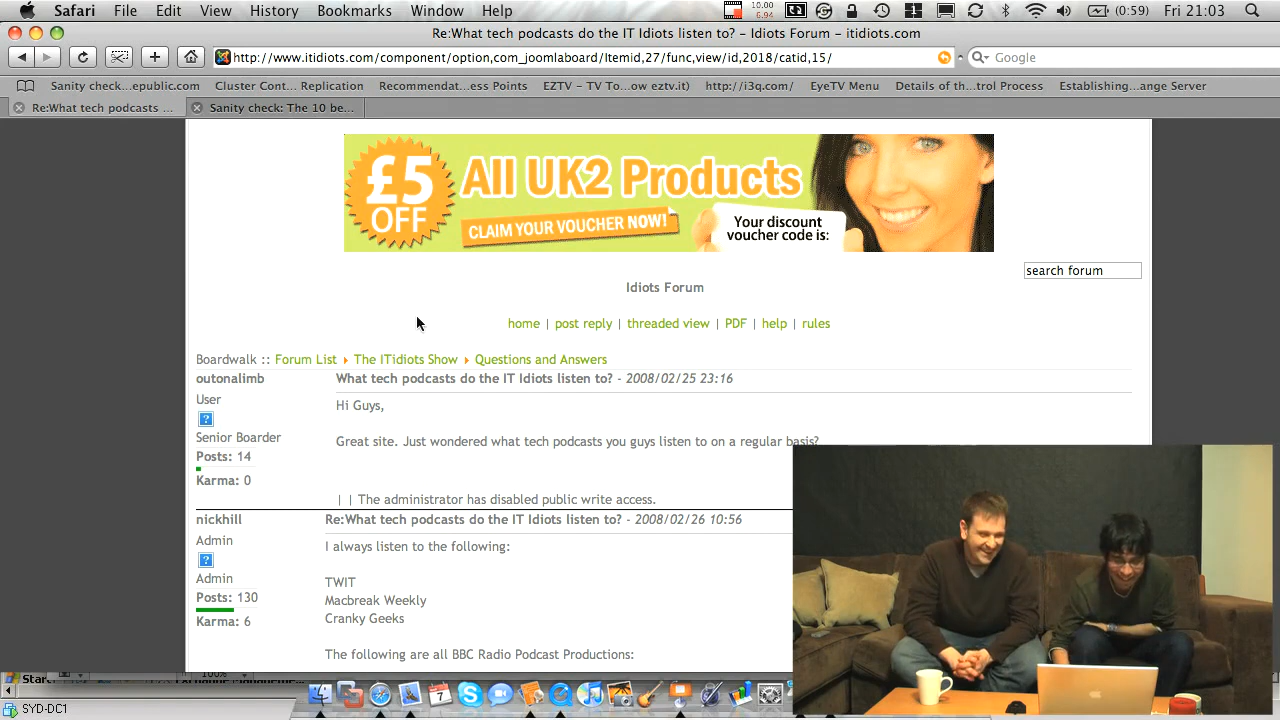 Safari File Edit View History Bookmarks Window Help 10.00 6.94 1 (0:59) Fri 21:03
Re:What tech podcasts do the IT Idiots listen to? - Idiots Forum - itidiots.com
http://www.itidiots.com/component/option,com_joomlaboard/Itemid,27/func,view/id,2018/catid,15/ Google
Sanity check...epublic.com Cluster Cont... Replication Recommendat...ess Points EZTV - TV To...ow eztv.it) http://i3q.com/ EyeTV Menu Details of th...trol Process Establishing...ange Server
Re:What tech podcasts ... Sanity check: The 10 be...
£5 OFF
All UK2 Products
CLAIM YOUR VOUCHER NOW!
Your discount
voucher code is:
search forum
Idiots Forum
home | post reply | threaded view | PDF | help | rules
Boardwalk :: Forum List The ITidiots Show Questions and Answers
outonalimb What tech podcasts do the IT Idiots listen to? - 2008/02/25 23:16
User Hi Guys,
Great site. Just wondered what tech podcasts you guys listen to on a regular basis?
Senior Boarder
Posts: 14
Karma: 0
| | The administrator has disabled public write access.
nickhill Re:What tech podcasts do the IT Idiots listen to? - 2008/02/26 10:56
Admin I always listen to the following:
Admin TWIT
Posts: 130 Macbreak Weekly
Karma: 6 Cranky Geeks
The following are all BBC Radio Podcast Productions:
100%
SYD-DC1